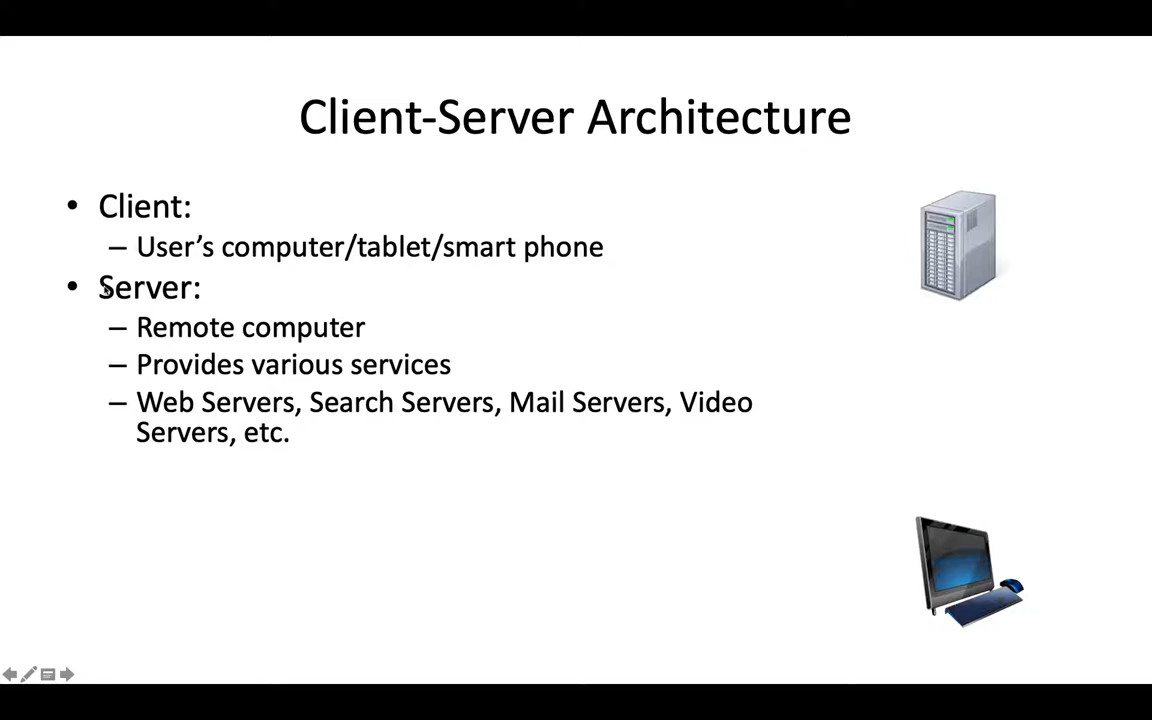 Client-Server Architecture
• Client:
– User's computer/tablet/smart phone
• Server:
– Remote computer
– Provides various services
– Web Servers, Search Servers, Mail Servers, Video
Servers, etc.